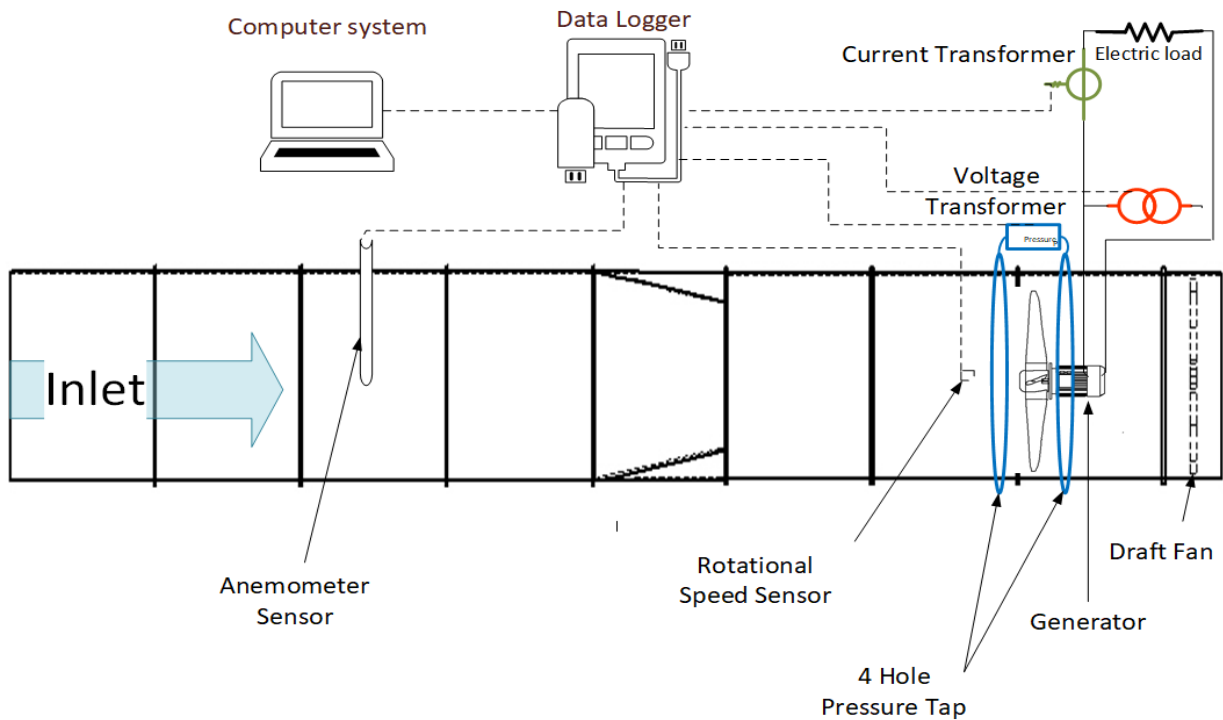 Computer system
Data Logger
Current Transformer
Electric load
Voltage
Transformer
Pressure
Inlet
Anemometer
Sensor
Rotational
Speed Sensor
Draft Fan
Generator
4 Hole
Pressure Tap